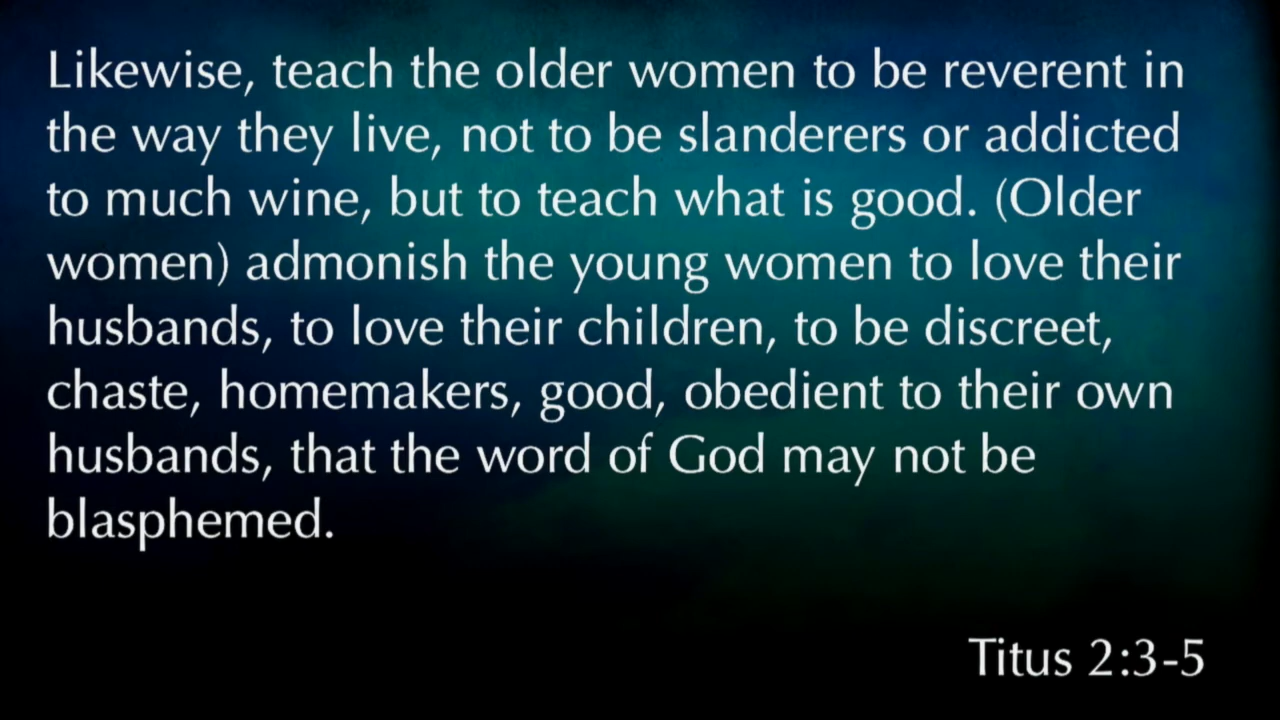 Likewise, teach the older women to be reverent in
the way they live, not to be slanderers or addicted
to much wine, but to teach what is good. (Older
women) admonish the young women to love their
husbands, to love their children, to be discreet,
chaste, homemakers, good, obedient to their own
husbands, that the word of God may not be
blasphemed.
Titus 2:3-5